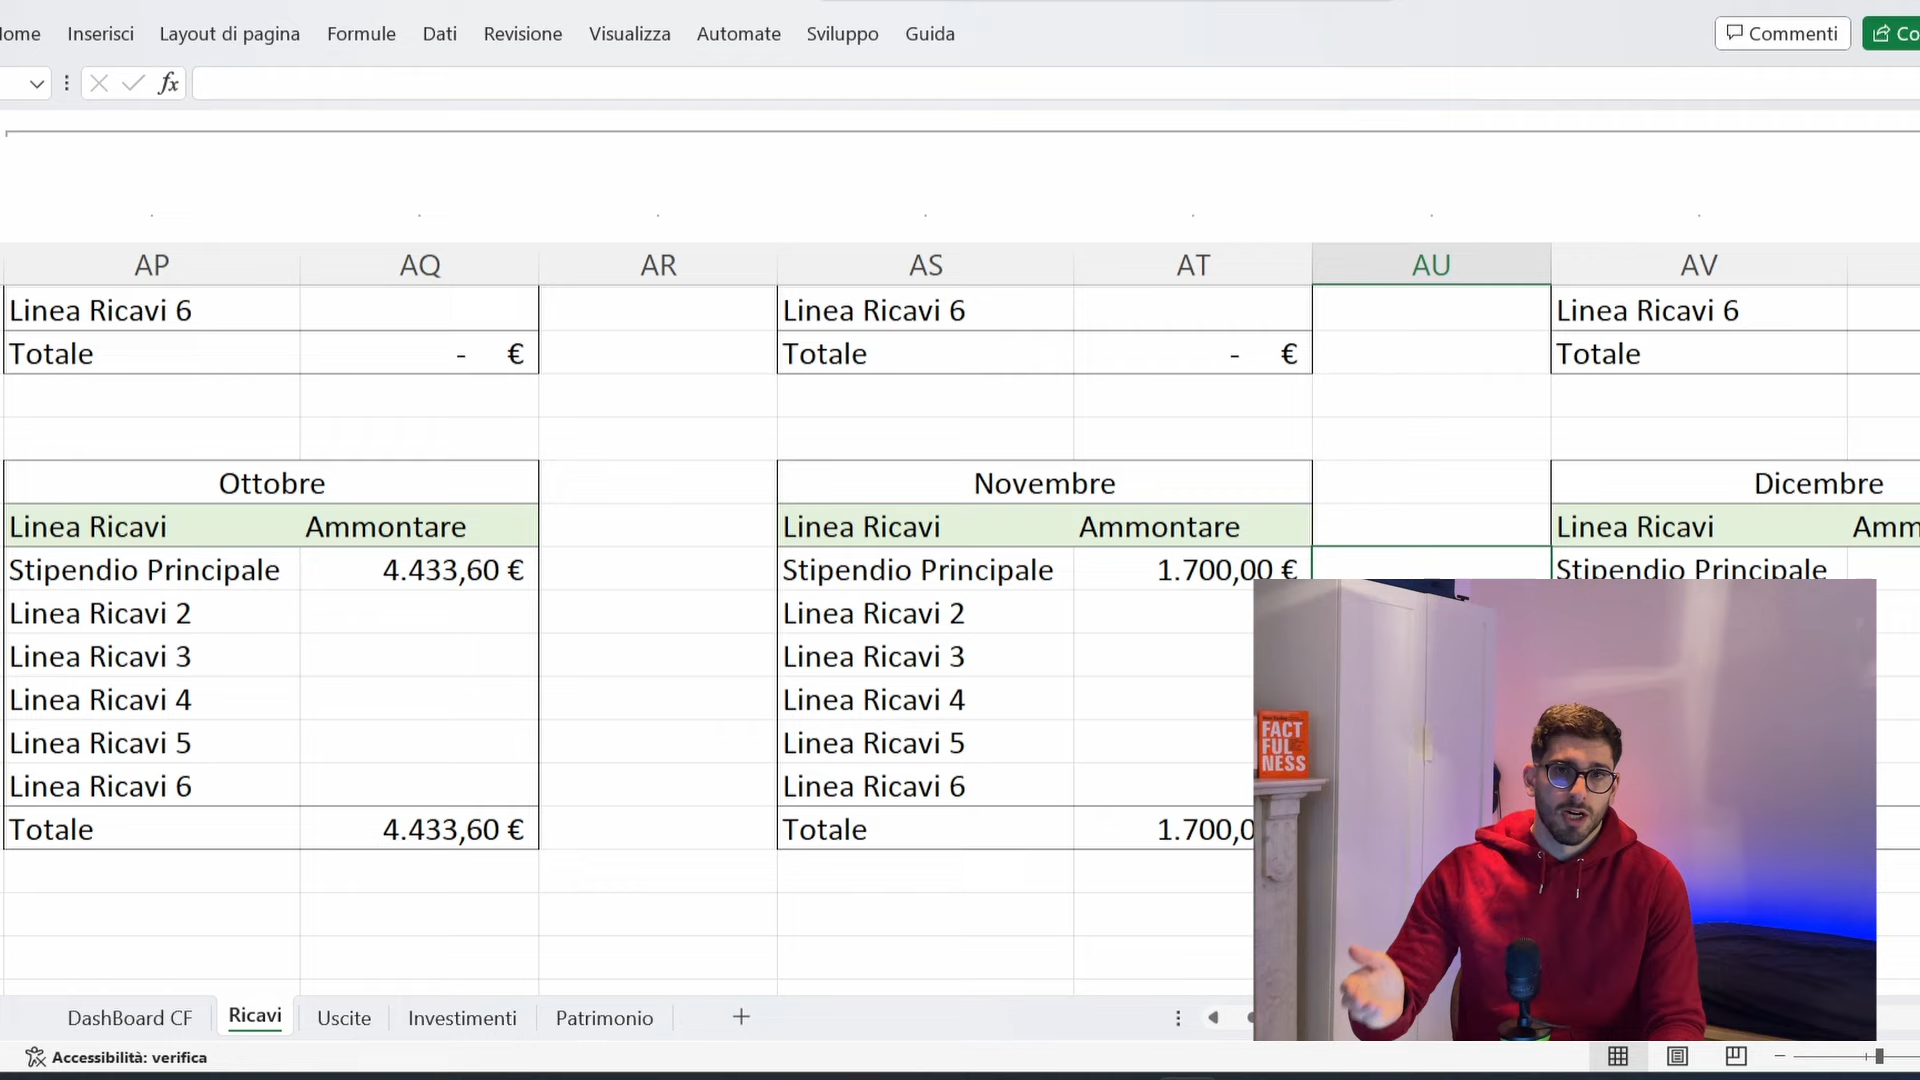 Inserisci Layout di pagina Formule Dati Revisione Visualizza Automate Sviluppo Guida Commenti
fx
AP AQ AR AS AT AU AV
Linea Ricavi 6 Linea Ricavi 6 Linea Ricavi 6
Totale - € Totale - € Totale
Ottobre Novembre Dicembre
Linea Ricavi Ammontare Linea Ricavi Ammontare Linea Ricavi
Stipendio Principale 4.433,60 € Stipendio Principale 1.700,00 € Stipendio Principale
Linea Ricavi 2 Linea Ricavi 2
Linea Ricavi 3 Linea Ricavi 3
Linea Ricavi 4 Linea Ricavi 4
Linea Ricavi 5 Linea Ricavi 5
Linea Ricavi 6 Linea Ricavi 6
Totale 4.433,60 € Totale 1.700,0
FACT
FUL
NESS
DashBoard CF Ricavi Uscite Investimenti Patrimonio
Accessibilità: verifica